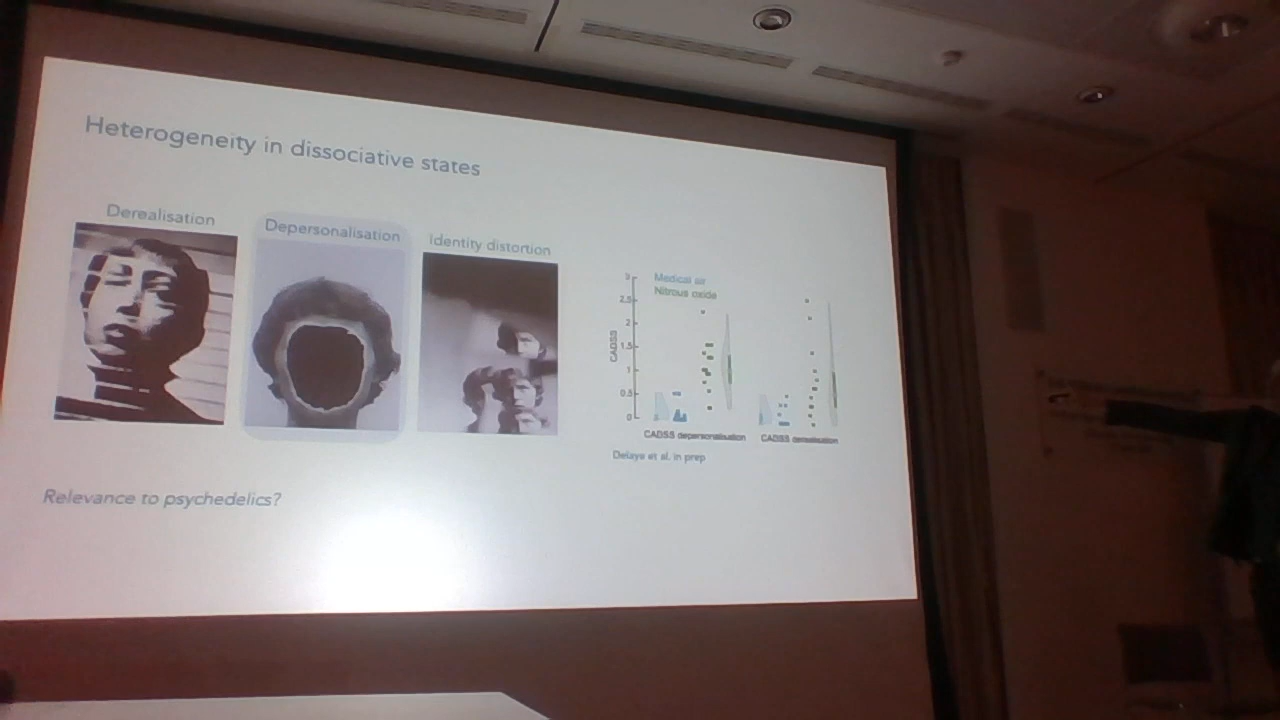 Heterogeneity in dissociative states
Derealisation
Depersonalisation
Identity distortion
Medical air
Nitrous oxide
CADSS
3
2.5
2
1.5
1
0.5
0
CADSS depersonalisation
CADSS derealisation
Delaye et al. in prep
Relevance to psychedelics?